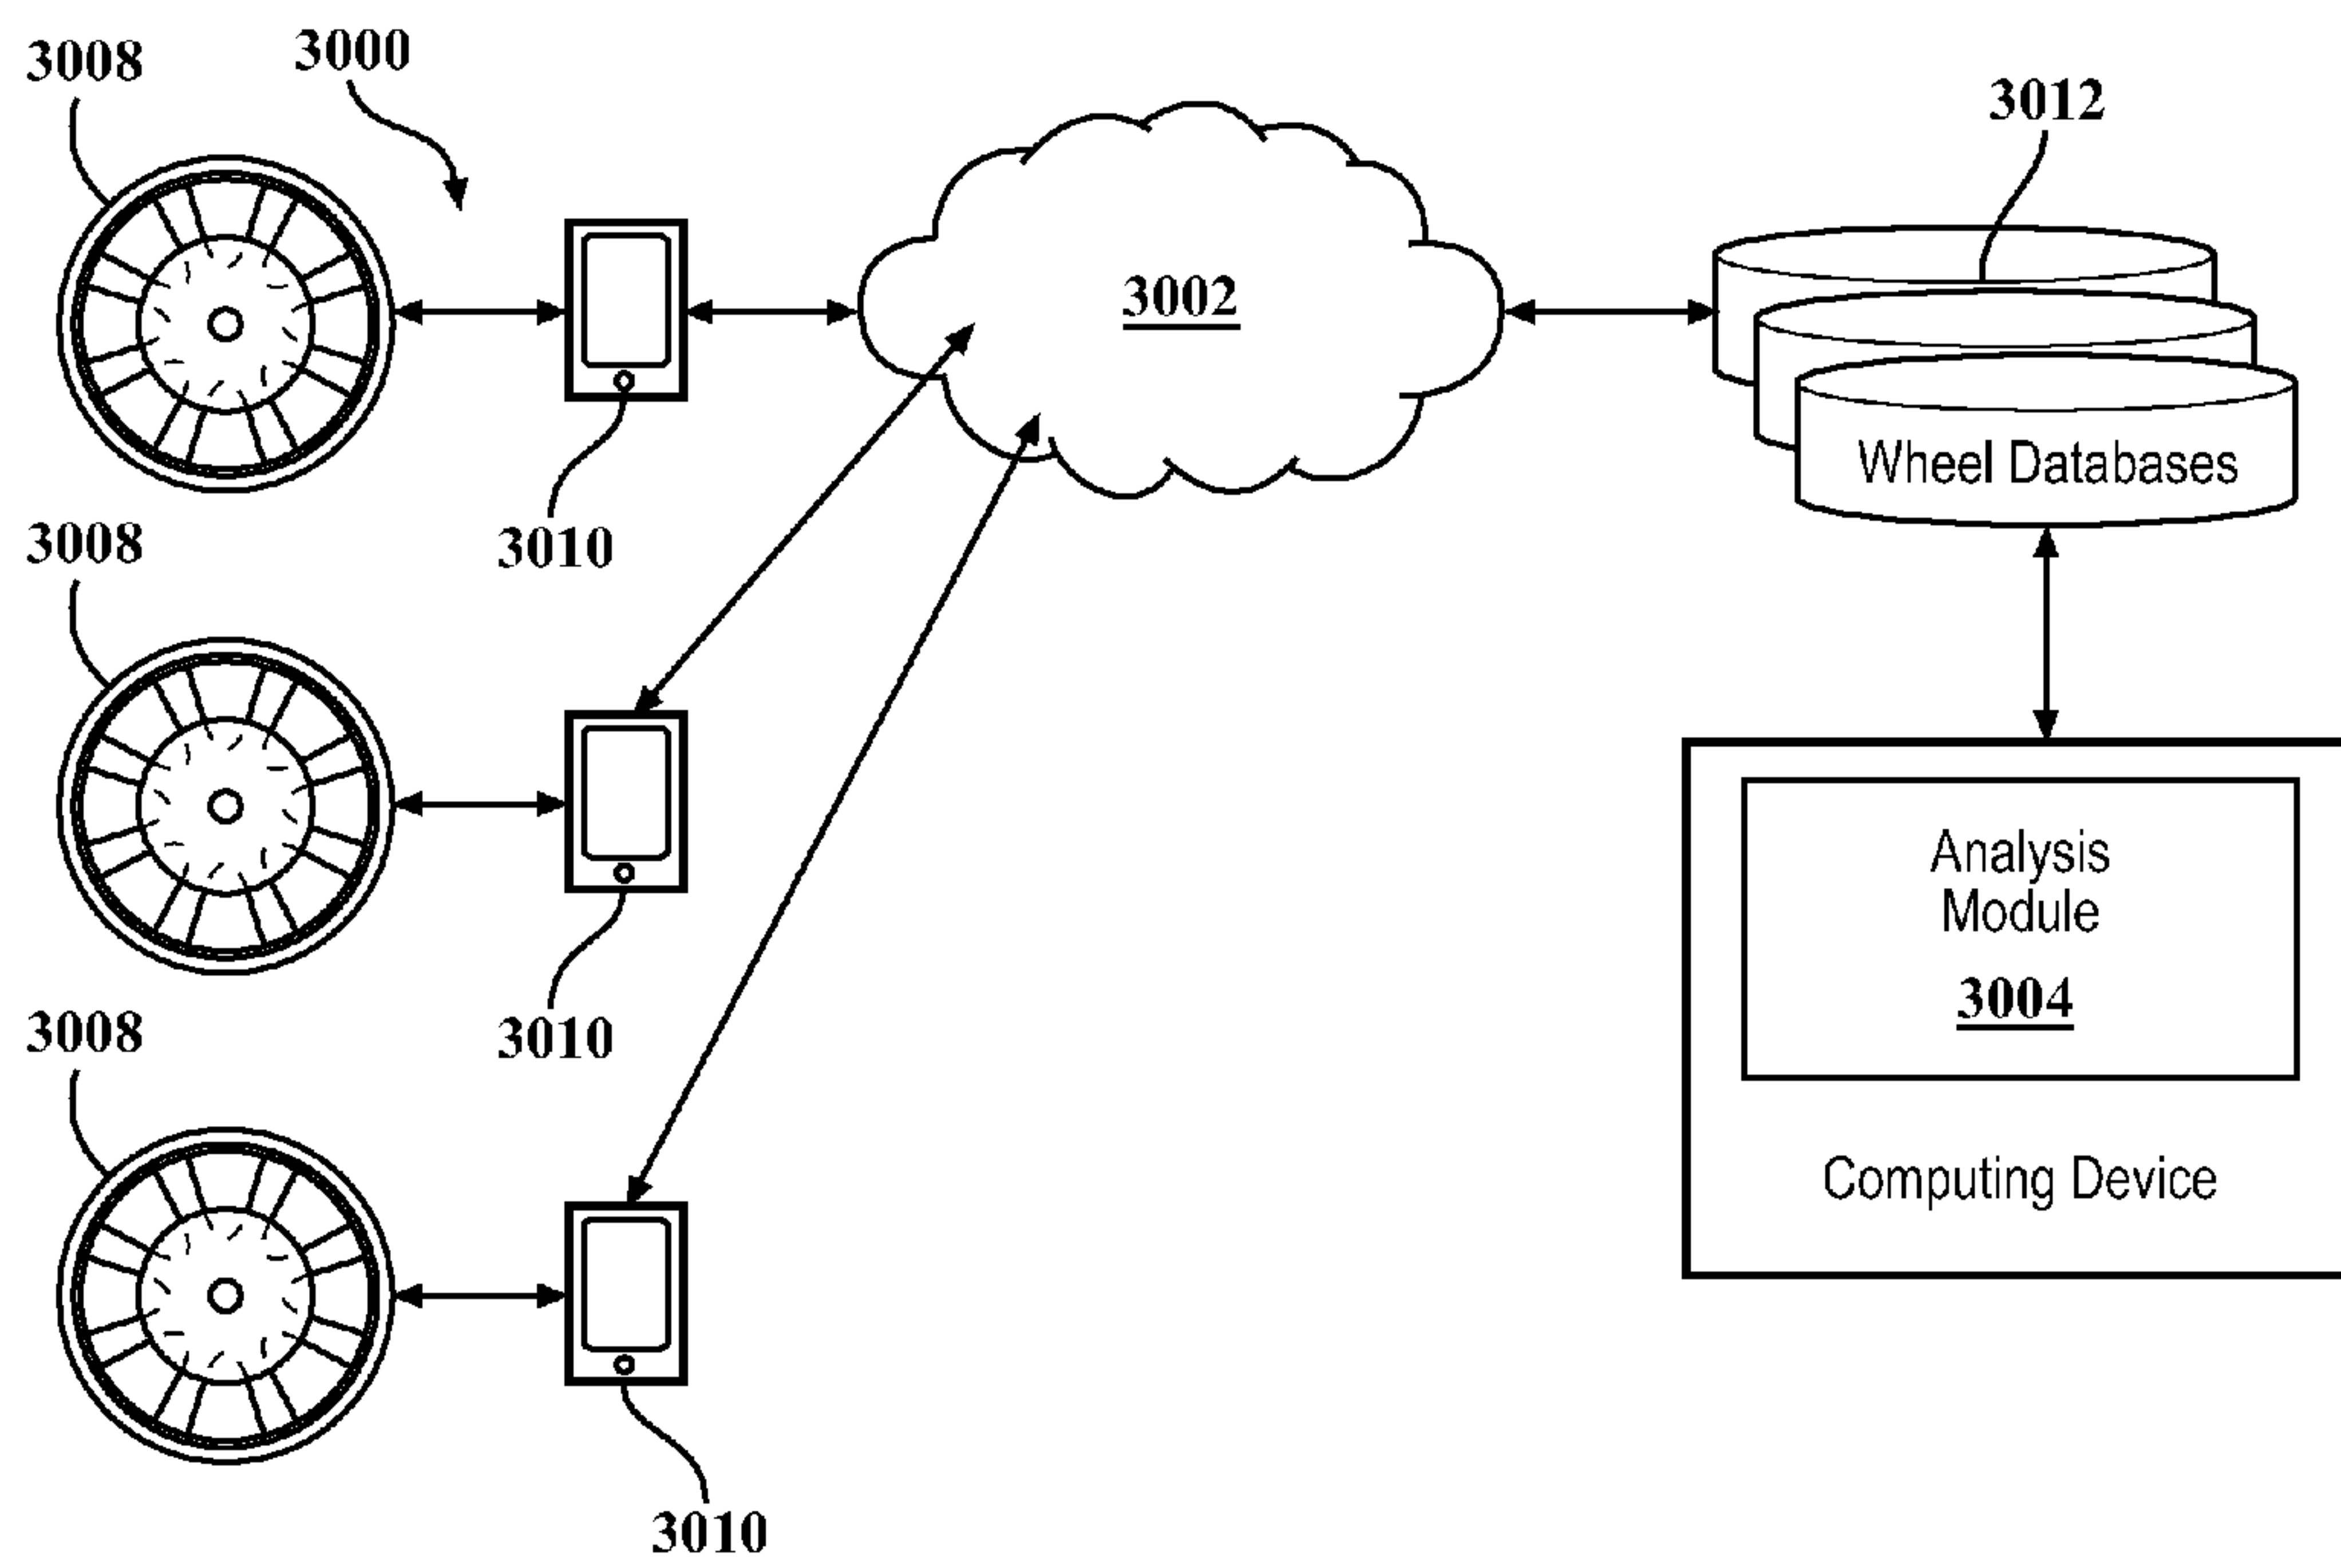 3008
3000
3012
3002
3010
Wheel Databases
3008
3010
Analysis
Module
3004
3008
Computing Device
3010